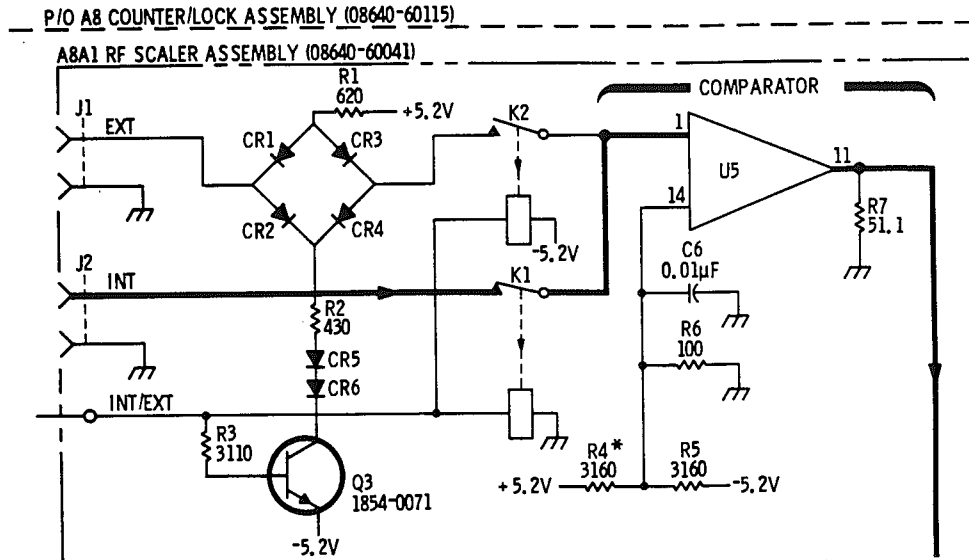 P/O A8 COUNTER/LOCK ASSEMBLY (08640-60115)
A8A1 RF SCALER ASSEMBLY (08640-60041)
R1
620
+5.2V
COMPARATOR
J1
EXT
CR1
CR3
K2
1
U5
11
14
R7
51.1
CR2
CR4
-5.2V
C6
0.01µF
J2
INT
K1
R2
430
R6
100
CR5
CR6
INT/EXT
R3
3110
R4*
3160
R5
3160
Q3
1854-0071
+5.2V
-5.2V
-5.2V